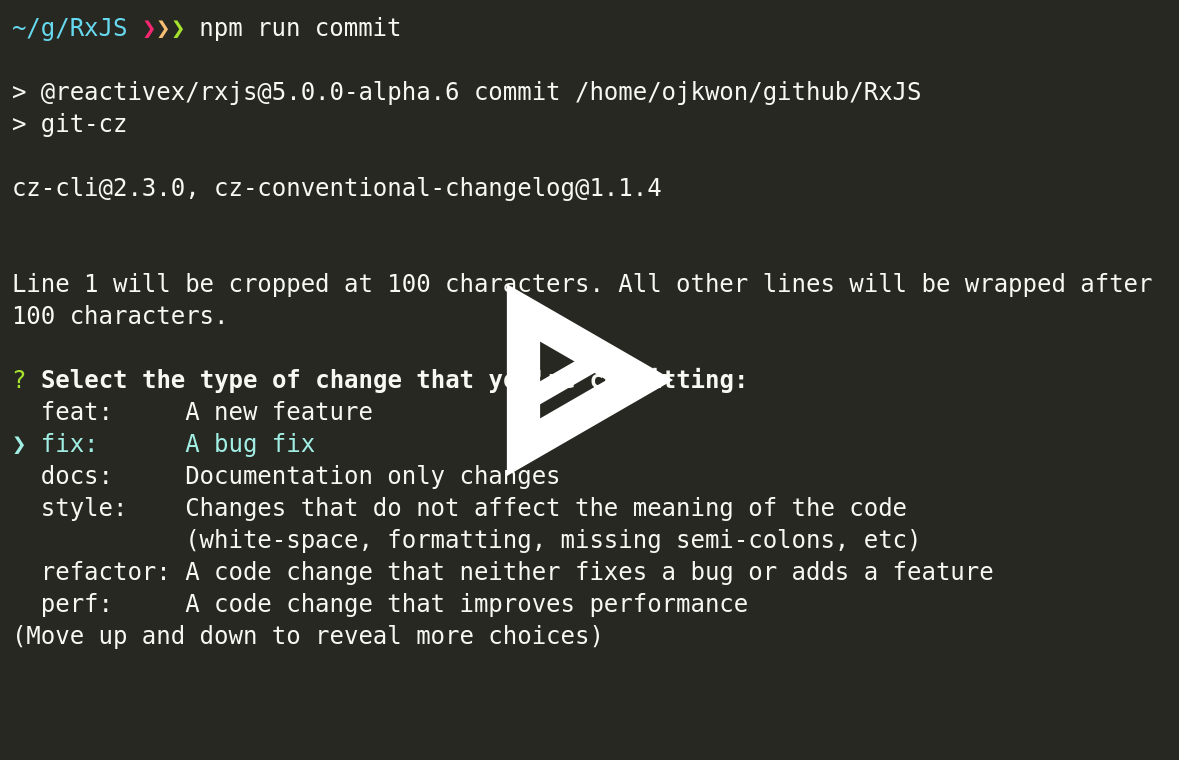 ~/g/RxJS ❯❯❯ npm run commit
> @reactivex/rxjs@5.0.0-alpha.6 commit /home/ojkwon/github/RxJS
> git-cz
cz-cli@2.3.0, cz-conventional-changelog@1.1.4
Line 1 will be cropped at 100 characters. All other lines will be wrapped after
100 characters.
? Select the type of change that you're committing:
feat: A new feature
❯ fix: A bug fix
docs: Documentation only changes
style: Changes that do not affect the meaning of the code
(white-space, formatting, missing semi-colons, etc)
refactor: A code change that neither fixes a bug or adds a feature
perf: A code change that improves performance
(Move up and down to reveal more choices)